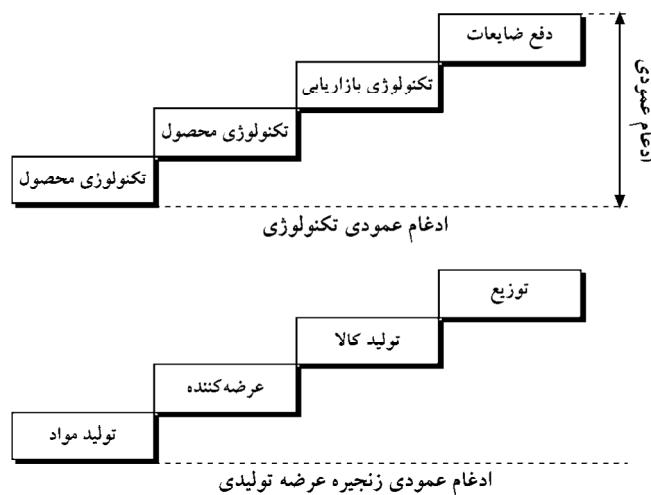 دفع ضایعات
تکنولوژی بازاریابی
تکنولوژی محصول
تکنولوژی محصول
ادغام عمودی
ادغام عمودی تکنولوژی
توزیع
تولید کالا
عرضه‌کننده
تولید مواد
ادغام عمودی زنجیره عرضه تولیدی